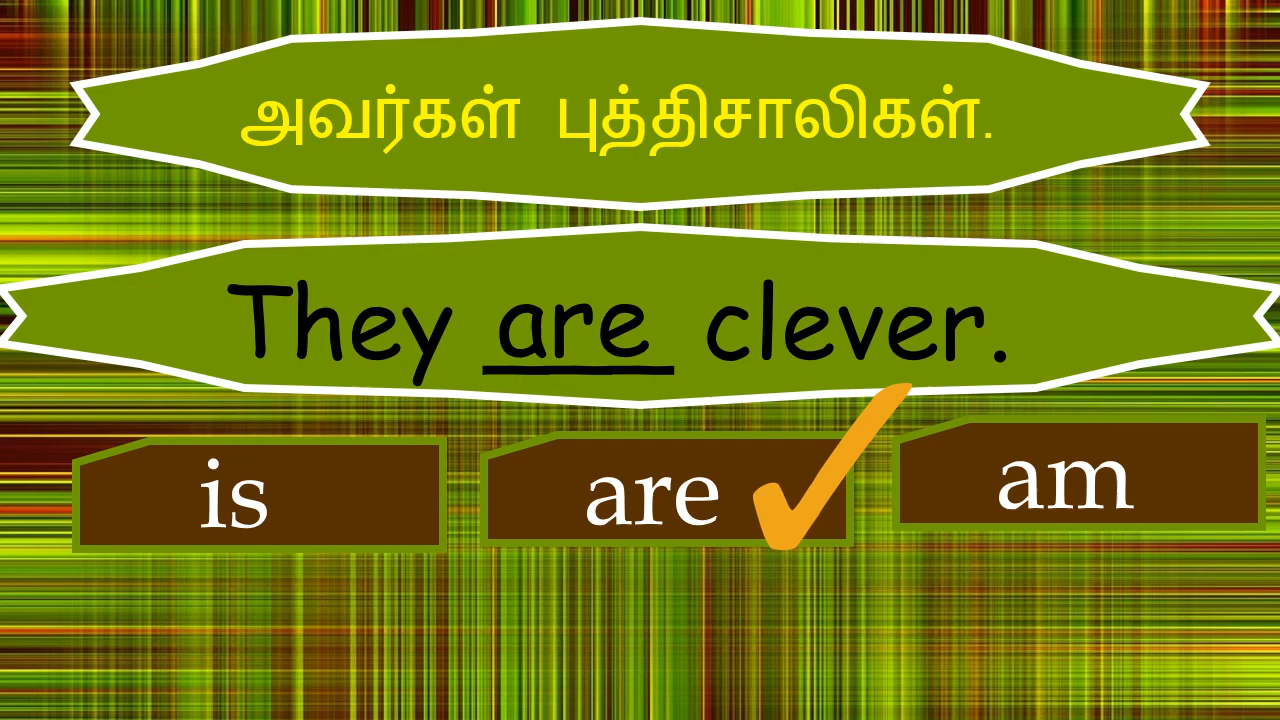 அவர்கள் புத்திசாலிகள்.
They are clever.
is are am